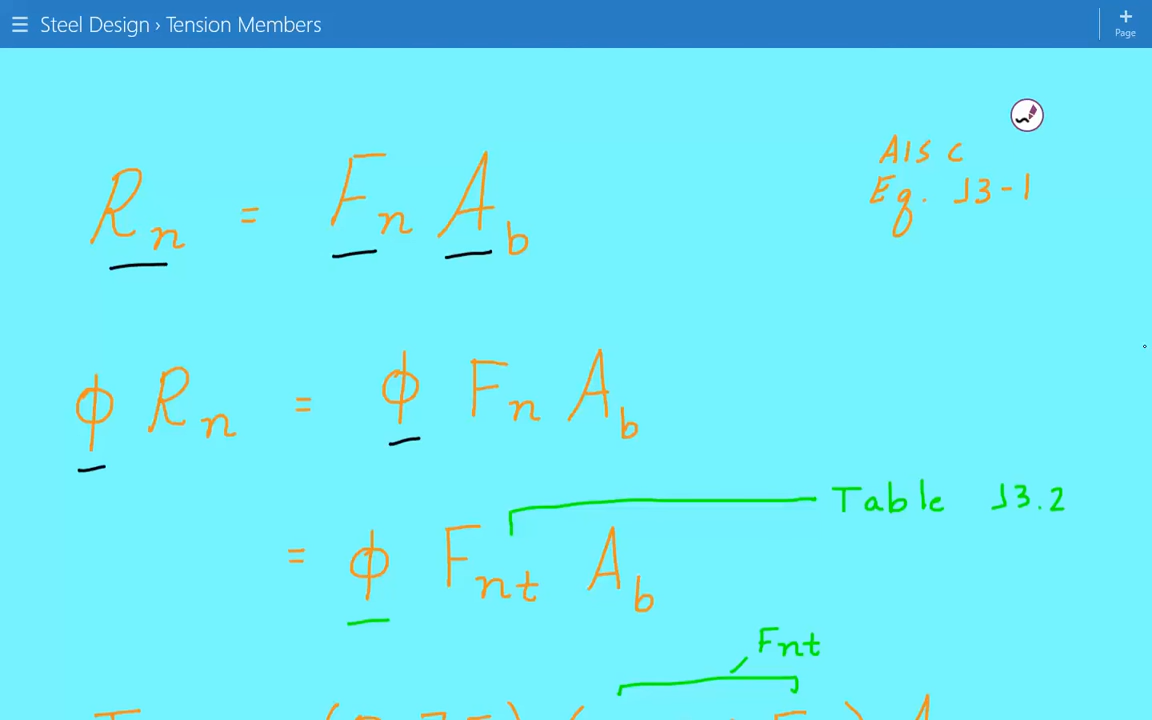 Steel Design › Tension Members
Page
AISC
Eq. J3-1
Rn = Fn Ab
ϕ Rn = ϕ Fn Ab
Table J3.2
= ϕ Fnt Ab
Fnt